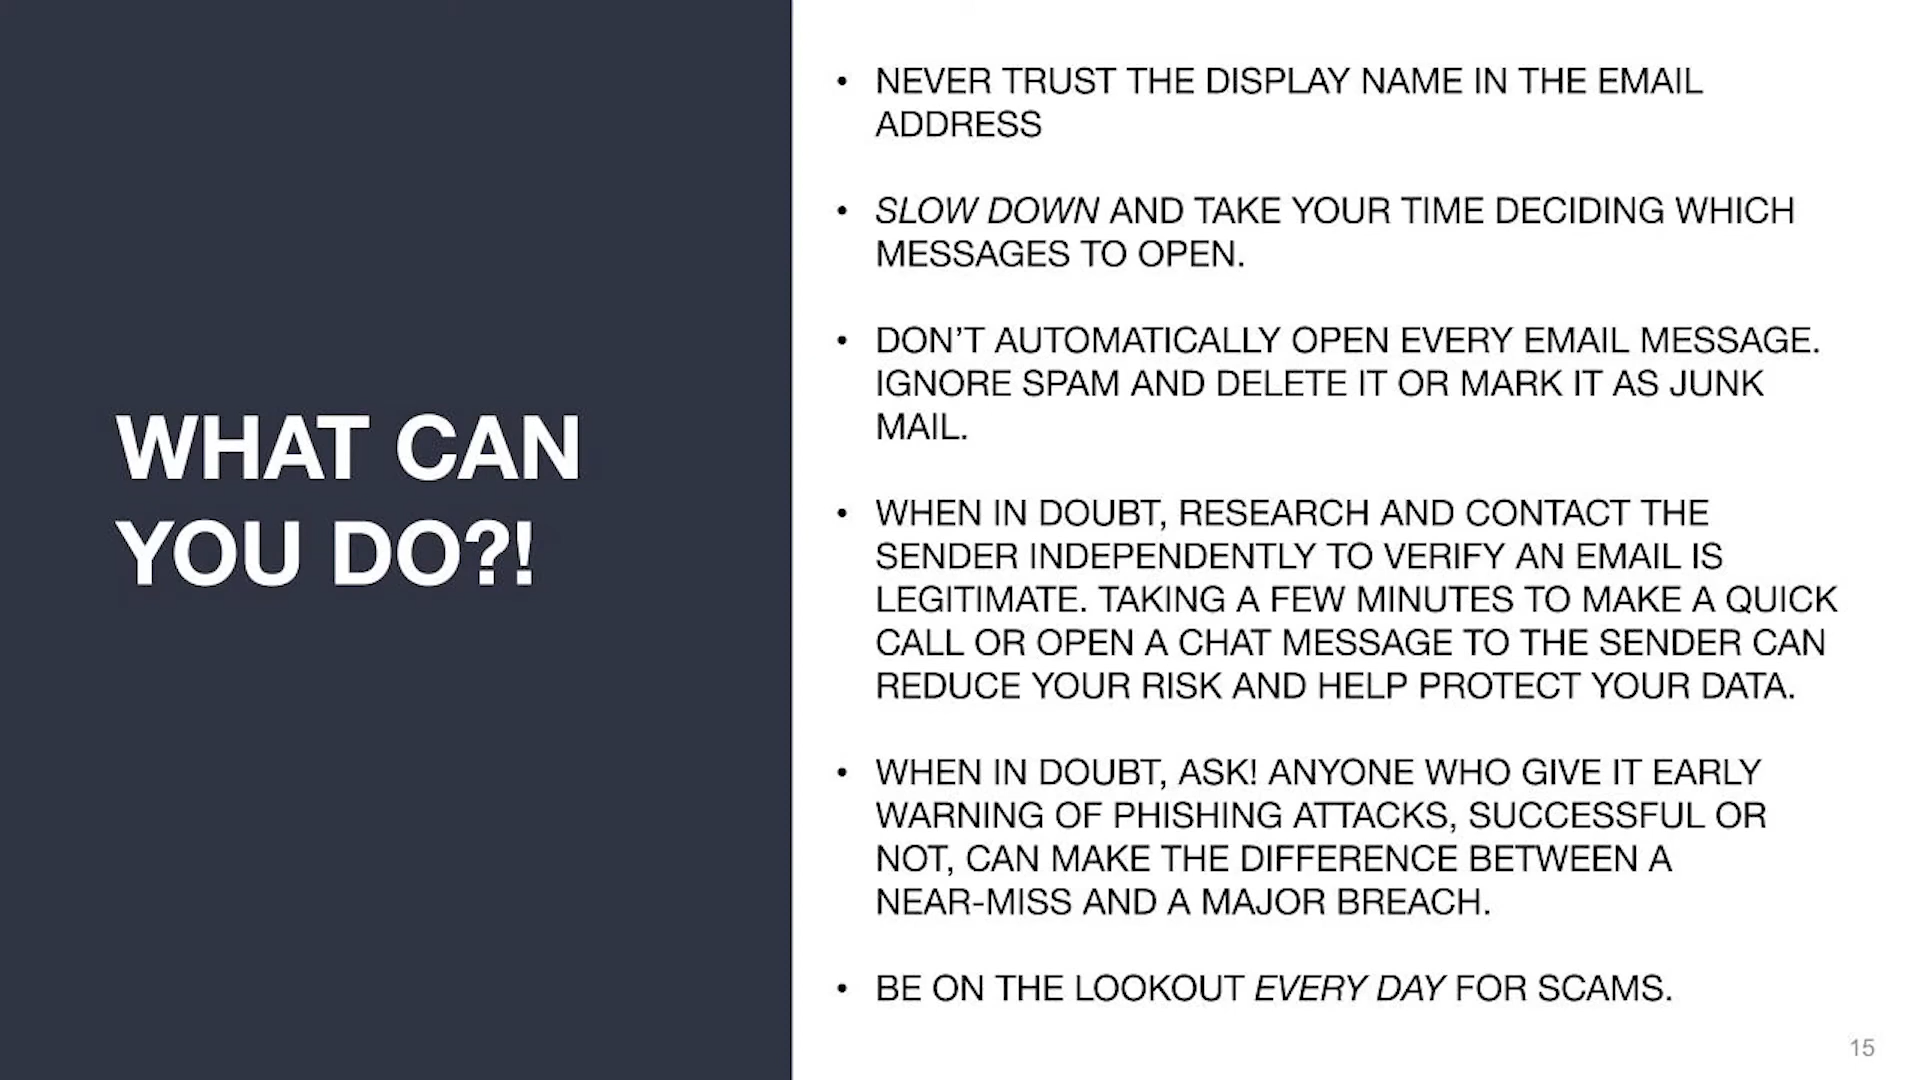 WHAT CAN
YOU DO?!
• NEVER TRUST THE DISPLAY NAME IN THE EMAIL
ADDRESS
• SLOW DOWN AND TAKE YOUR TIME DECIDING WHICH
MESSAGES TO OPEN.
• DON’T AUTOMATICALLY OPEN EVERY EMAIL MESSAGE.
IGNORE SPAM AND DELETE IT OR MARK IT AS JUNK
MAIL.
• WHEN IN DOUBT, RESEARCH AND CONTACT THE
SENDER INDEPENDENTLY TO VERIFY AN EMAIL IS
LEGITIMATE. TAKING A FEW MINUTES TO MAKE A QUICK
CALL OR OPEN A CHAT MESSAGE TO THE SENDER CAN
REDUCE YOUR RISK AND HELP PROTECT YOUR DATA.
• WHEN IN DOUBT, ASK! ANYONE WHO GIVE IT EARLY
WARNING OF PHISHING ATTACKS, SUCCESSFUL OR
NOT, CAN MAKE THE DIFFERENCE BETWEEN A
NEAR-MISS AND A MAJOR BREACH.
• BE ON THE LOOKOUT EVERY DAY FOR SCAMS.
15